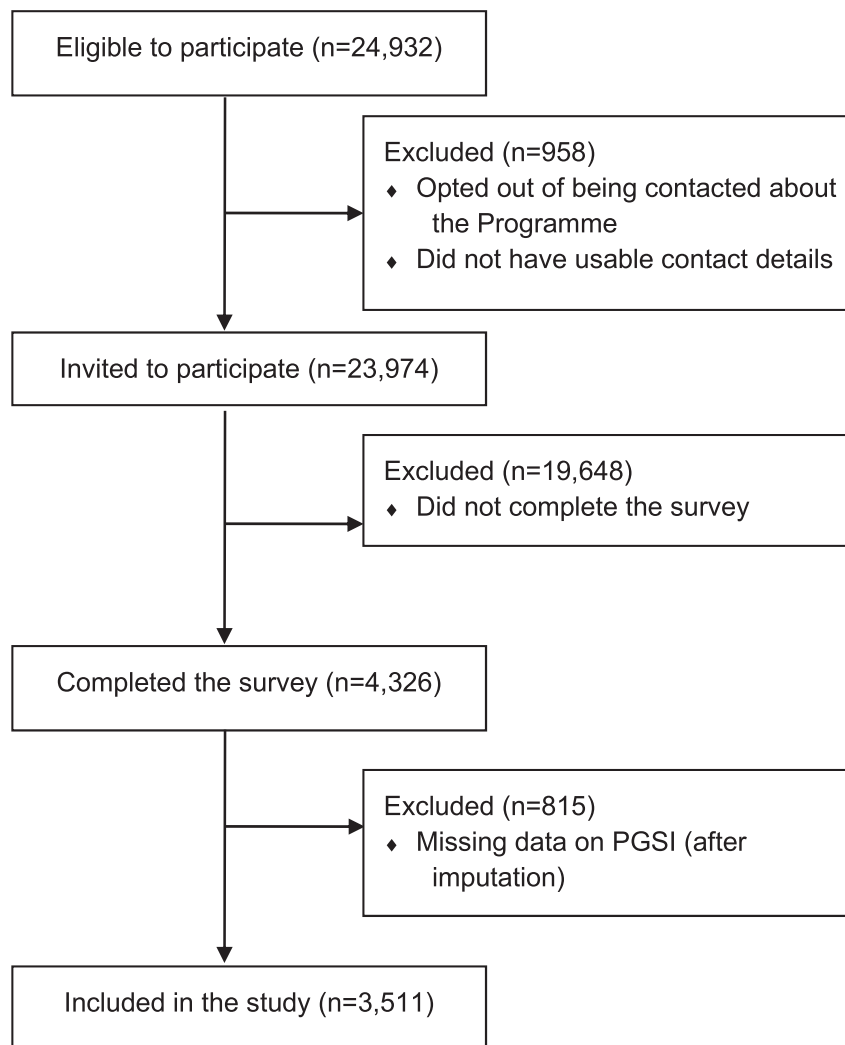 Eligible to participate (n=24,932)
Excluded (n=958)
♦ Opted out of being contacted about
the Programme
♦ Did not have usable contact details
Invited to participate (n=23,974)
Excluded (n=19,648)
♦ Did not complete the survey
Completed the survey (n=4,326)
Excluded (n=815)
♦ Missing data on PGSI (after
imputation)
Included in the study (n=3,511)